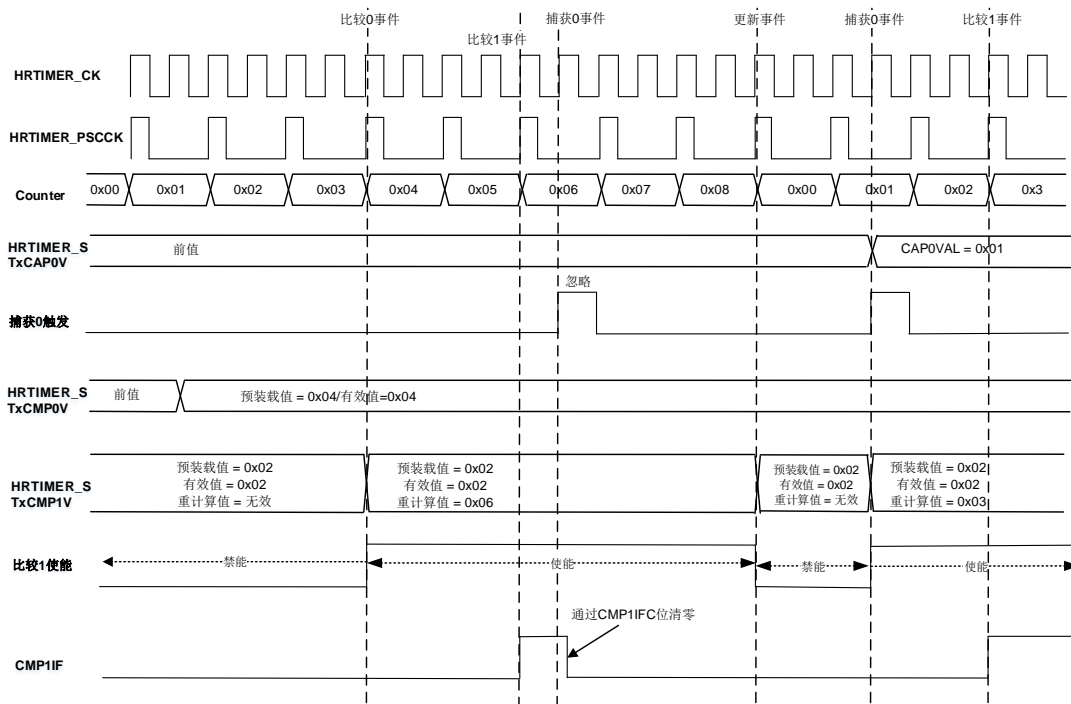 比较0事件 捕获0事件 更新事件 捕获0事件 比较1事件
比较1事件
HRTIMER_CK
HRTIMER_PSCCK
Counter 0x00 0x01 0x02 0x03 0x04 0x05 0x06 0x07 0x08 0x00 0x01 0x02 0x3
HRTIMER_S
TxCAP0V
前值 CAP0VAL = 0x01
忽略
捕获0触发
HRTIMER_S
TxCMP0V
前值 预装载值 = 0x04/有效值=0x04
HRTIMER_S
TxCMP1V
预装载值 = 0x02
有效值 = 0x02
重计算值 = 无效
预装载值 = 0x02
有效值 = 0x02
重计算值 = 0x06
预装载值 = 0x02
有效值 = 0x02
重计算值 = 无效
预装载值 = 0x02
有效值 = 0x02
重计算值 = 0x03
比较1使能 禁能 使能 禁能 使能
通过CMP1IFC位清零
CMP1IF